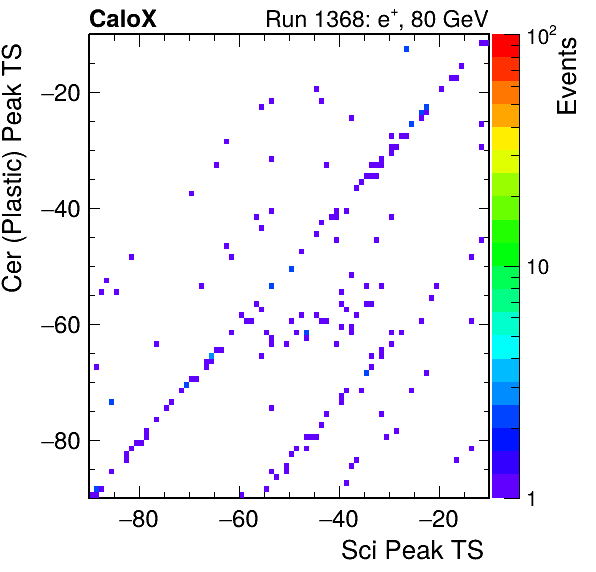 CaloX Run 1368: e+, 80 GeV
Cer (Plastic) Peak TS
−20
−40
−60
−80
−80 −60 −40 −20
Sci Peak TS
10²
10
1
Events